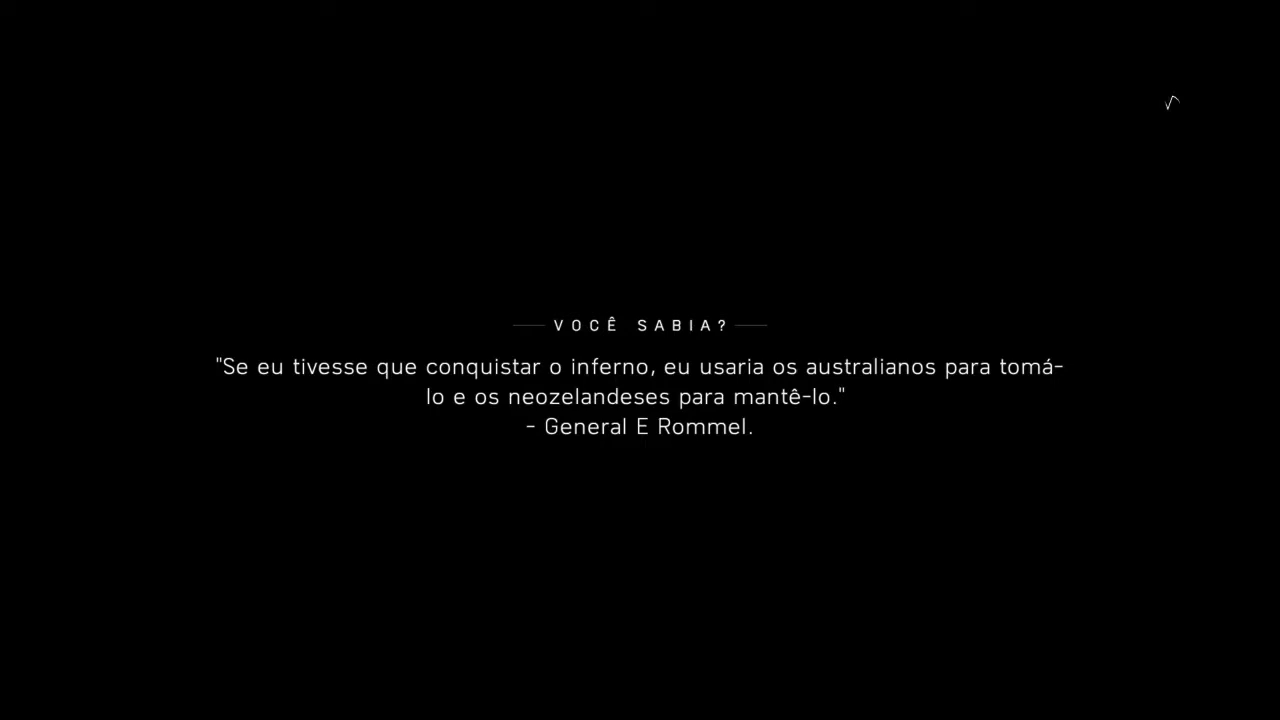 VOCÊ SABIA?
"Se eu tivesse que conquistar o inferno, eu usaria os australianos para tomá-
lo e os neozelandeses para mantê-lo."
- General E Rommel.